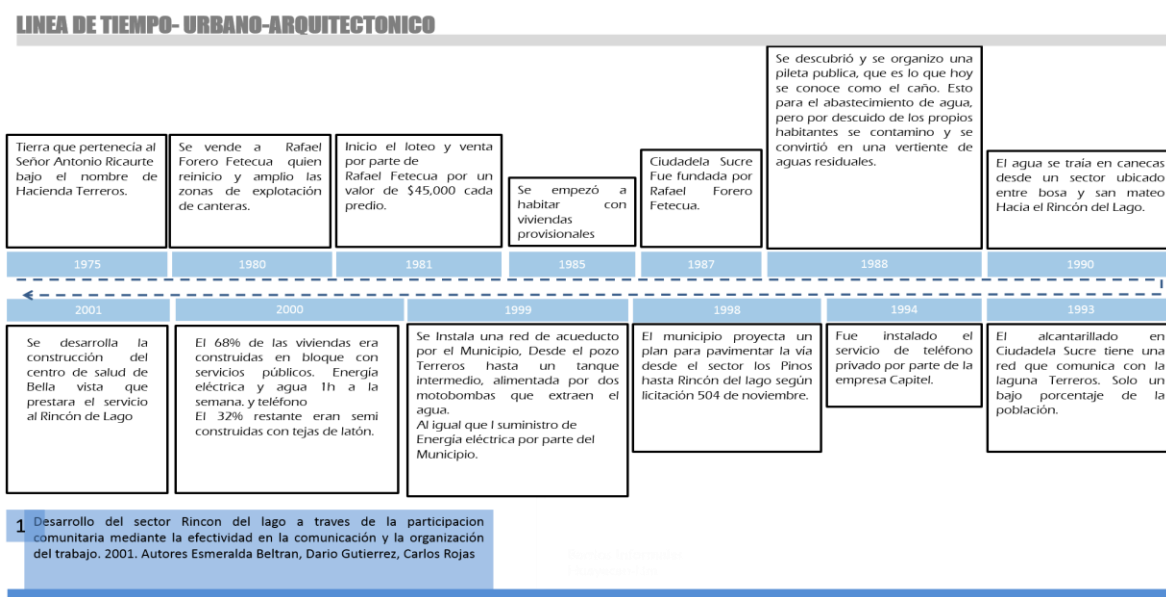 LINEA DE TIEMPO- URBANO-ARQUITECTONICO
Tierra que pertenecía al
Señor Antonio Ricaurte
bajo el nombre de
Hacienda Terreros.
1975
Se vende a Rafael
Forero Fetecua quien
reinicio y amplio las
zonas de explotación
de canteras.
1980
Inicio el loteo y venta
por parte de
Rafael Fetecua por un
valor de $45,000 cada
predio.
1981
Se empezó a
habitar con
viviendas
provisionales
1985
Ciudadela Sucre
Fue fundada por
Rafael Forero
Fetecua.
1987
Se descubrió y se organizo una
pileta publica, que es lo que hoy
se conoce como el caño. Esto
para el abastecimiento de agua,
pero por descuido de los propios
habitantes se contamino y se
convirtió en una vertiente de
aguas residuales.
1988
El agua se traía en canecas
desde un sector ubicado
entre bosa y san mateo
Hacia el Rincón del Lago.
1990
2001
Se desarrolla la
construcción del
centro de salud de
Bella vista que
prestara el servicio
al Rincón de Lago
2000
El 68% de las viviendas era
construidas en bloque con
servicios públicos. Energía
eléctrica y agua 1h a la
semana. y teléfono
El 32% restante eran semi
construidas con tejas de latón.
1999
Se Instala una red de acueducto
por el Municipio, Desde el pozo
Terreros hasta un tanque
intermedio, alimentada por dos
motobombas que extraen el
agua.
Al igual que l suministro de
Energía eléctrica por parte del
Municipio.
1998
El municipio proyecta un
plan para pavimentar la vía
desde el sector los Pinos
hasta Rincón del lago según
licitación 504 de noviembre.
1994
Fue instalado el
servicio de teléfono
privado por parte de la
empresa Capitel.
1993
El alcantarillado en
Ciudadela Sucre tiene una
red que comunica con la
laguna Terreros. Solo un
bajo porcentaje de la
población.
1 Desarrollo del sector Rincon del lago a traves de la participacion
comunitaria mediante la efectividad en la comunicación y la organización
del trabajo. 2001. Autores Esmeralda Beltran, Dario Gutierrez, Carlos Rojas